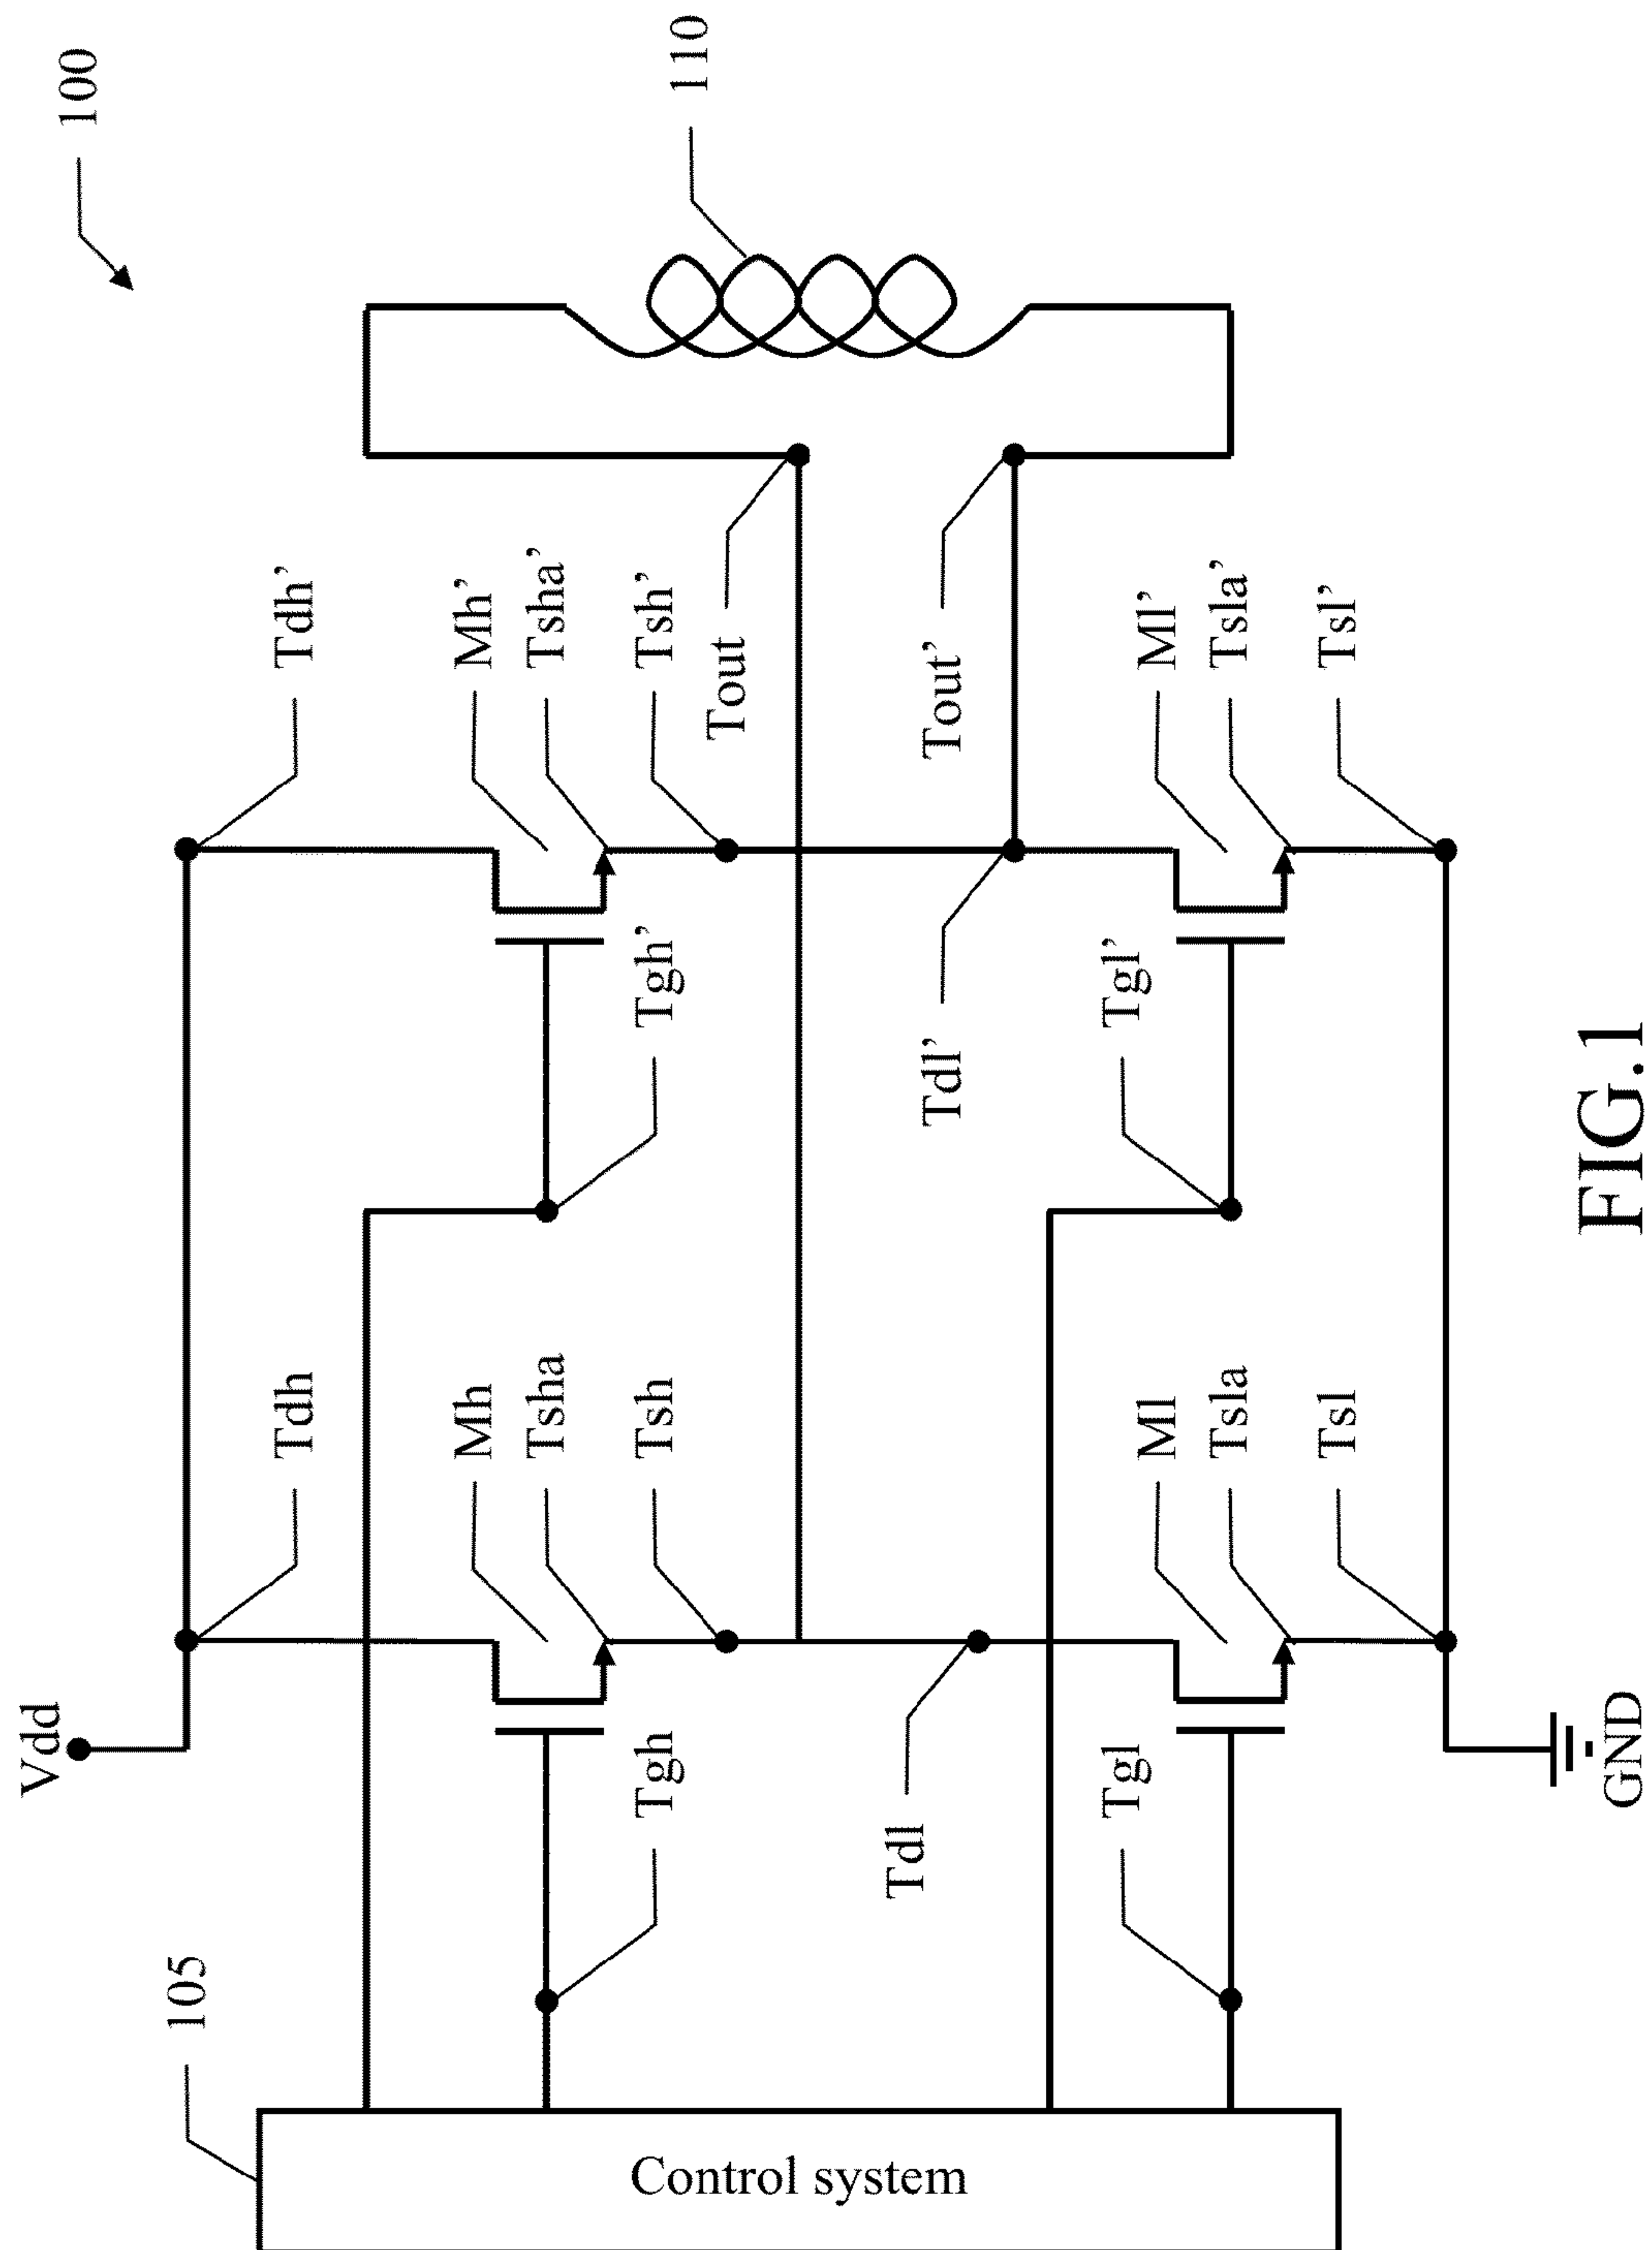 100
110
Vdd
Tdh
Tdh’
105
Mh
Tsha
Tsh
Mh’
Tsha’
Tsh’
Tgh
Tgh’
Tout
Tout’
Tdl
Tdl’
Tgl
Tgl’
Ml
Tsla
Tsl
Ml’
Tsla’
Tsl’
Control system
GND
FIG.1